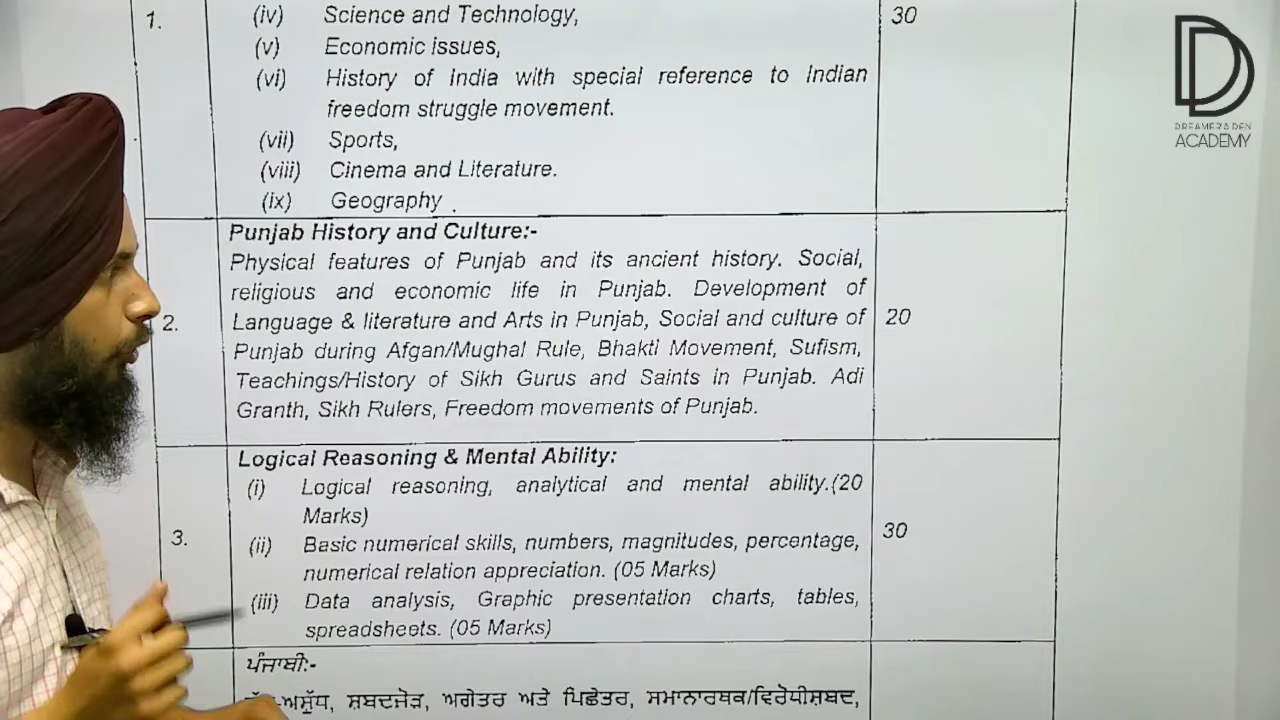 1.
(iv) Science and Technology,
30
(v) Economic issues,
(vi) History of India with special reference to Indian
freedom struggle movement.
(vii) Sports,
(viii) Cinema and Literature.
(ix) Geography .
2.
Punjab History and Culture:-
Physical features of Punjab and its ancient history. Social,
religious and economic life in Punjab. Development of
Language & literature and Arts in Punjab, Social and culture of
Punjab during Afgan/Mughal Rule, Bhakti Movement, Sufism,
Teachings/History of Sikh Gurus and Saints in Punjab. Adi
Granth, Sikh Rulers, Freedom movements of Punjab.
20
3.
Logical Reasoning & Mental Ability:
(i) Logical reasoning, analytical and mental ability.(20
Marks)
(ii) Basic numerical skills, numbers, magnitudes, percentage,
numerical relation appreciation. (05 Marks)
(iii) Data analysis, Graphic presentation charts, tables,
spreadsheets. (05 Marks)
30
ਪੰਜਾਬੀ:-
ਸ਼ਬਦਜੋੜ, ਅਗੇਤਰ ਅਤੇ ਪਿਛੇਤਰ, ਸਮਾਨਾਰਥਕ/ਵਿਰੋਧੀਸ਼ਬਦ,
DREAMER'S DEN
ACADEMY